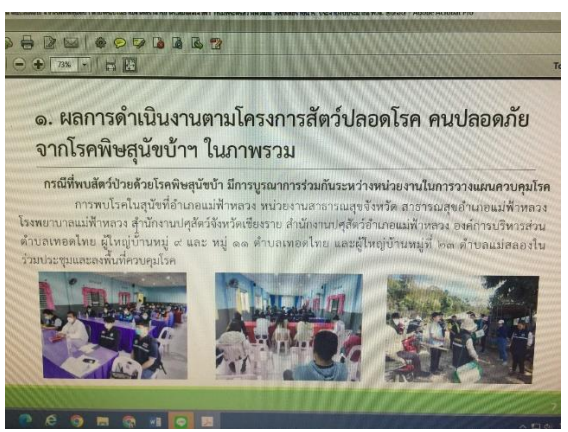 73%
๑. ผลการดำเนินงานตามโครงการสัตว์ปลอดโรค คนปลอดภัย
จากโรคพิษสุนัขบ้าฯ ในภาพรวม
กรณีที่พบสัตว์ป่วยด้วยโรคพิษสุนัขบ้า มีการบูรณาการร่วมกันระหว่างหน่วยงานในการวางแผนควบคุมโรค
การพบโรคในสุนัขที่อำเภอแม่ฟ้าหลวง หน่วยงานสาธารณสุขจังหวัด สาธารณสุขอำเภอแม่ฟ้าหลวง
โรงพยาบาลแม่ฟ้าหลวง สำนักงานปศุสัตว์จังหวัดเชียงราย สำนักงานปศุสัตว์อำเภอแม่ฟ้าหลวง องค์การบริหารส่วน
ตำบลเทอดไทย ผู้ใหญ่บ้านหมู่ ๙ และ หมู่ ๑๑ ตำบลเทอดไทย และผู้ใหญ่บ้านหมู่ที่ ๒๓ ตำบลแม่สลองใน
ร่วมประชุมและลงพื้นที่ควบคุมโรค